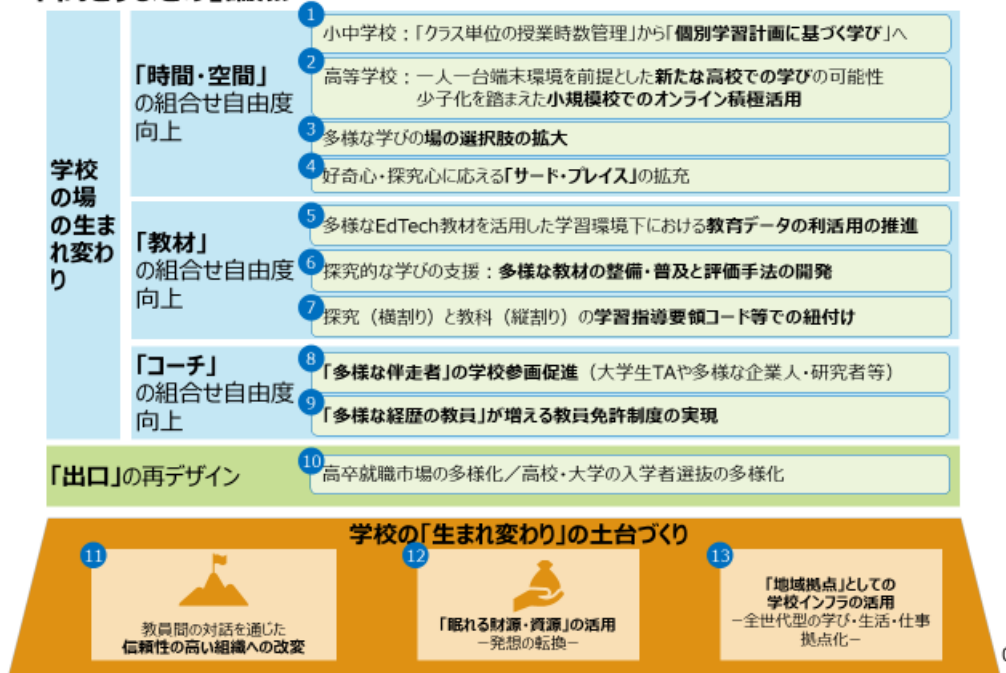 学校
の場
の生ま
れ変わ
り
「時間・空間」
の組合せ自由度
向上
1
小中学校：「クラス単位の授業時数管理」から「個別学習計画に基づく学び」へ
2
高等学校：一人一台端末環境を前提とした新たな高校での学びの可能性
少子化を踏まえた小規模校でのオンライン積極活用
3
多様な学びの場の選択肢の拡大
4
好奇心・探究心に応える「サード・プレイス」の拡充
「教材」
の組合せ自由度
向上
5
多様なEdTech教材を活用した学習環境下における教育データの利活用の推進
6
探究的な学びの支援：多様な教材の整備・普及と評価手法の開発
7
探究（横割り）と教科（縦割り）の学習指導要領コード等での紐付け
「コーチ」
の組合せ自由度
向上
8
「多様な伴走者」の学校参画促進（大学生TAや多様な企業人・研究者等）
9
「多様な経歴の教員」が増える教員免許制度の実現
「出口」の再デザイン
10
高卒就職市場の多様化／高校・大学の入学者選抜の多様化
学校の「生まれ変わり」の土台づくり
11
教員間の対話を通じた
信頼性の高い組織への改変
12
「眠れる財源・資源」の活用
－発想の転換－
13
「地域拠点」としての
学校インフラの活用
－全世代型の学び・生活・仕事
拠点化－